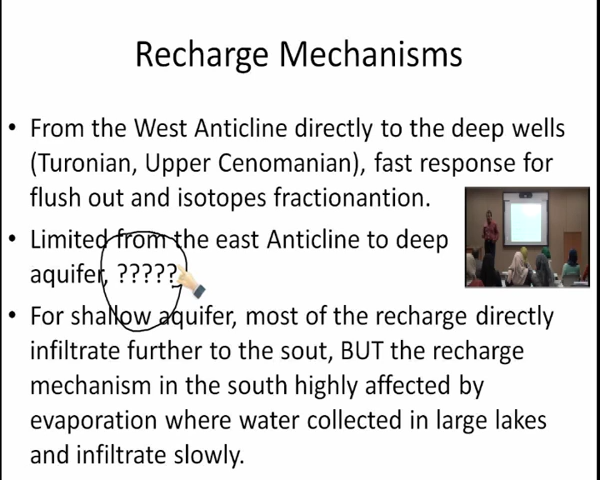 Recharge Mechanisms
• From the West Anticline directly to the deep wells
(Turonian, Upper Cenomanian), fast response for
flush out and isotopes fractionantion.
• Limited from the east Anticline to deep
aquifer, ?????
• For shallow aquifer, most of the recharge directly
infiltrate further to the sout, BUT the recharge
mechanism in the south highly affected by
evaporation where water collected in large lakes
and infiltrate slowly.